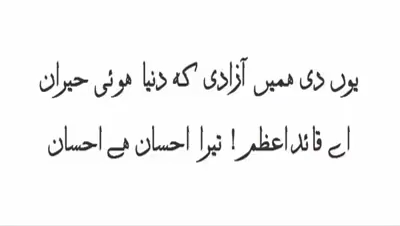 یوں دی ہمیں آزادی کہ دنیا ہوئی حیران
اے قائداعظم! تیرا احسان ہے احسان